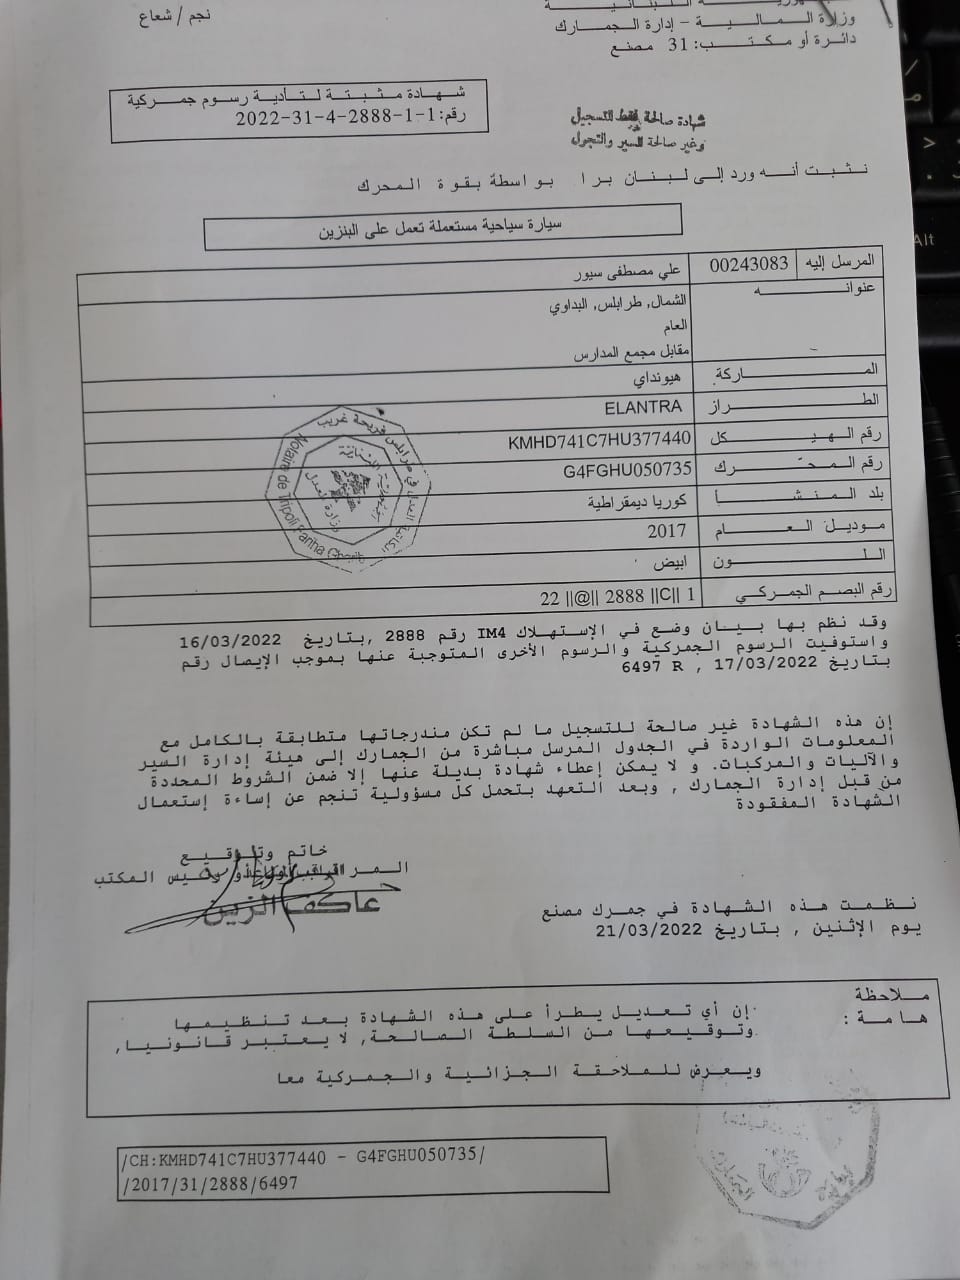 نجم / شعاع
وزارة المالية - إدارة الجمارك
دائرة أو مكتب: 31 مصنع
شهادة مثبتة لتأدية رسوم جمركية
رقم: 2022-31-4-2888-1-1
شهادة صالحة فقط للتسجيل
وغير صالحة للسير والتجول
نثبت أنه ورد إلى لبنان برا بواسطة بقوة المحرك
سيارة سياحية مستعملة تعمل على البنزين
المرسل إليه 00243083 علي مصطفى سيور
عنوانه الشمال, طرابلس, البداوي
العام
مقابل مجمع المدارس
الماركة هيونداي
الطراز ELANTRA
رقم الهيكل KMHD741C7HU377440
رقم المحرك G4FGHU050735
بلد المنشأ كوريا ديمقراطية
موديل العام 2017
اللون ابيض
رقم البصم الجمركي 22 ||@|| 2888 ||C|| 1
الكاتبة العدل في طرابلس فريحة غريب
الجمهورية اللبنانية
وزارة العدل
Notaire de Tripoli Fariha Ghorib
وقد نظم بها بيان وضع في الإستهلاك IM4 رقم 2888 ,بتاريخ 16/03/2022
واستوفيت الرسوم الجمركية والرسوم الأخرى المتوجبة عنها بموجب الإيصال رقم
6497 R , بتاريخ 17/03/2022
إن هذه الشهادة غير صالحة للتسجيل ما لم تكن مندرجاتها متطابقة بالكامل مع
المعلومات الواردة في الجدول المرسل مباشرة من الجمارك إلى هيئة إدارة السير
والآليات والمركبات. و لا يمكن إعطاء شهادة بديلة عنها إلا ضمن الشروط المحددة
من قبل إدارة الجمارك , وبعد التعهد بتحمل كل مسؤولية تنجم عن إساءة إستعمال
الشهادة المفقودة
خاتم وتوقيع
ورئيس المكتب
عاكف الزين
نظمت هذه الشهادة في جمرك مصنع
يوم الإثنين , بتاريخ 21/03/2022
ملاحظة
هامة :
إن أي تعديل يطرأ على هذه الشهادة بعد تنظيمها
وتوقيعها من السلطة الصالحة, لا يعتبر قانونيا,
ويعرض للملاحقة الجزائية والجمركية معا
/CH:KMHD741C7HU377440 - G4FGHU050735/
/2017/31/2888/6497